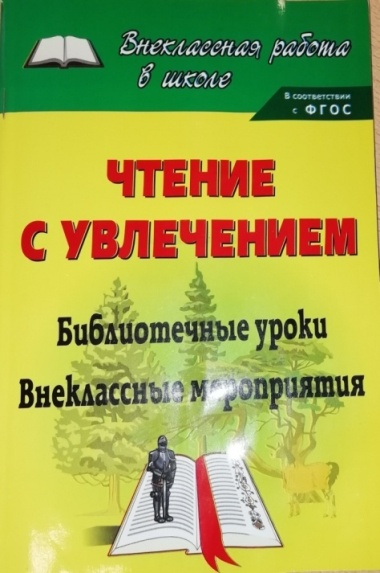 Внеклассная работа
в школе
В соответствии
с ФГОС
ЧТЕНИЕ
С УВЛЕЧЕНИЕМ
Библиотечные уроки
Внеклассные мероприятия